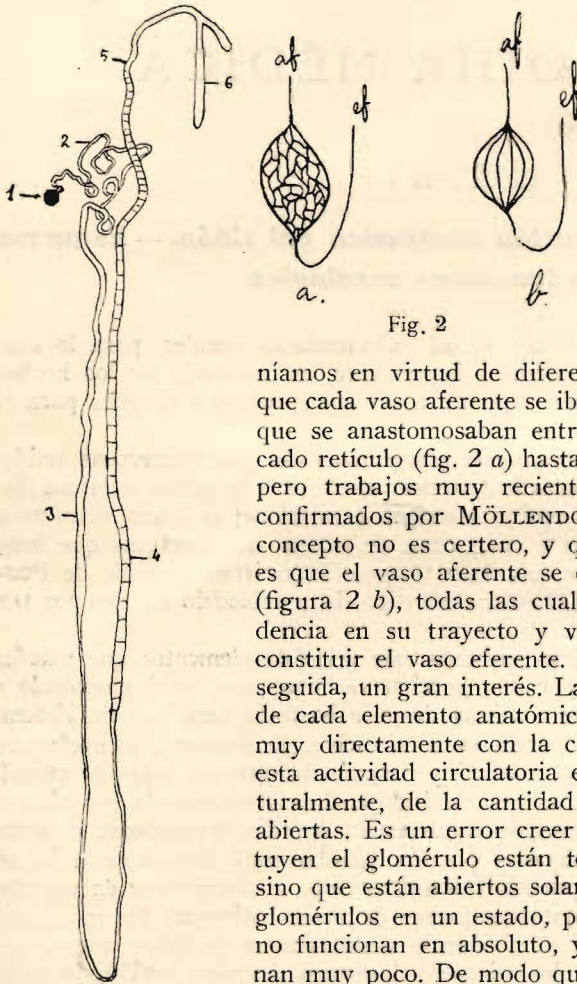 5
6
2
1
3
4
af
ef
a.
af
ef
b.
Fig. 2
níamos en virtud de difere
que cada vaso aferente se ib
que se anastomosaban entr
cado retículo (fig. 2 a) hasta
pero trabajos muy recient
confirmados por MÖLLENDO
concepto no es certero, y q
es que el vaso aferente se
(figura 2 b), todas las cual
dencia en su trayecto y v
constituir el vaso eferente.
seguida, un gran interés. La
de cada elemento anatómic
muy directamente con la c
esta actividad circulatoria e
turalmente, de la cantidad
abiertas. Es un error creer
tuyen el glomérulo están t
sino que están abiertos solar
glomérulos en un estado, p
no funcionan en absoluto, y
nan muy poco. De modo qu